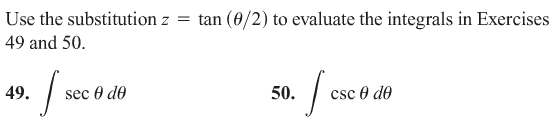 Use the substitution z = tan (θ/2) to evaluate the integrals in Exercises
49 and 50.
49. ∫ sec θ dθ 50. ∫ csc θ dθ